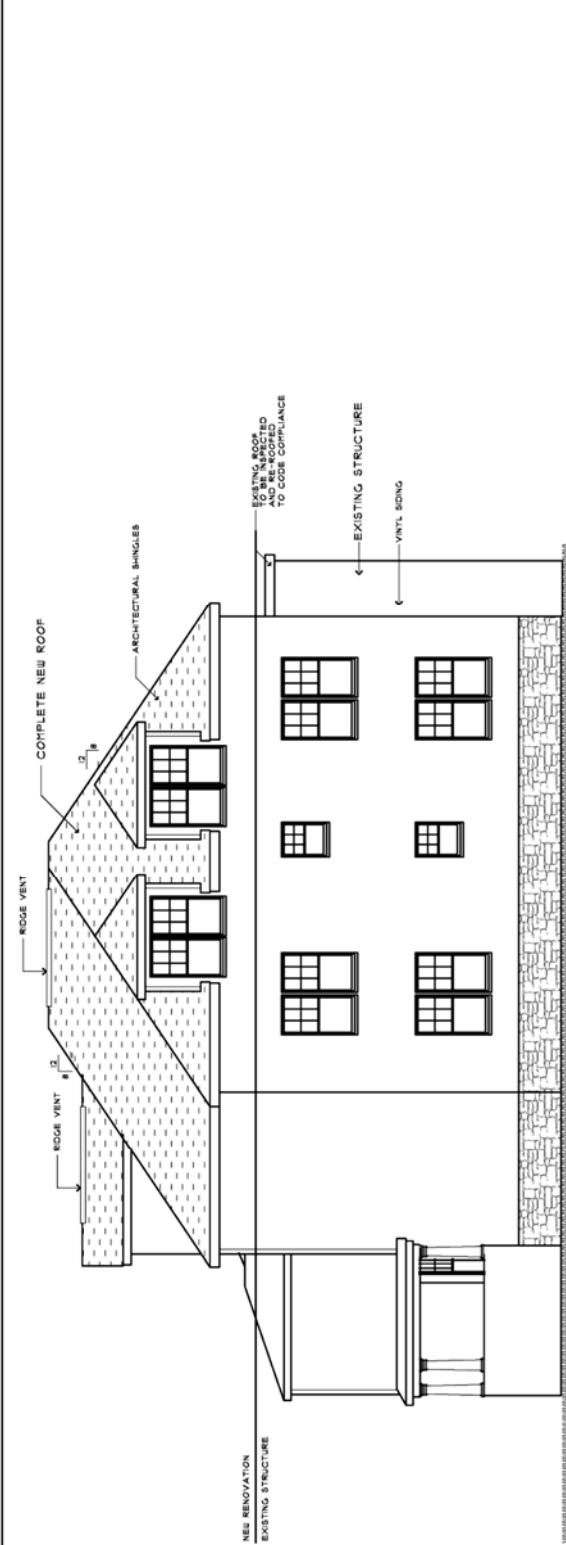 RIDGE VENT
COMPLETE NEW ROOF
RIDGE VENT
12
8
12
8
ARCHITECTURAL SHINGLES
NEW RENOVATION
EXISTING STRUCTURE
EXISTING ROOF
TO BE INSPECTED
AND RE-ROOFED
TO CODE COMPLIANCE
EXISTING STRUCTURE
VINYL SIDING